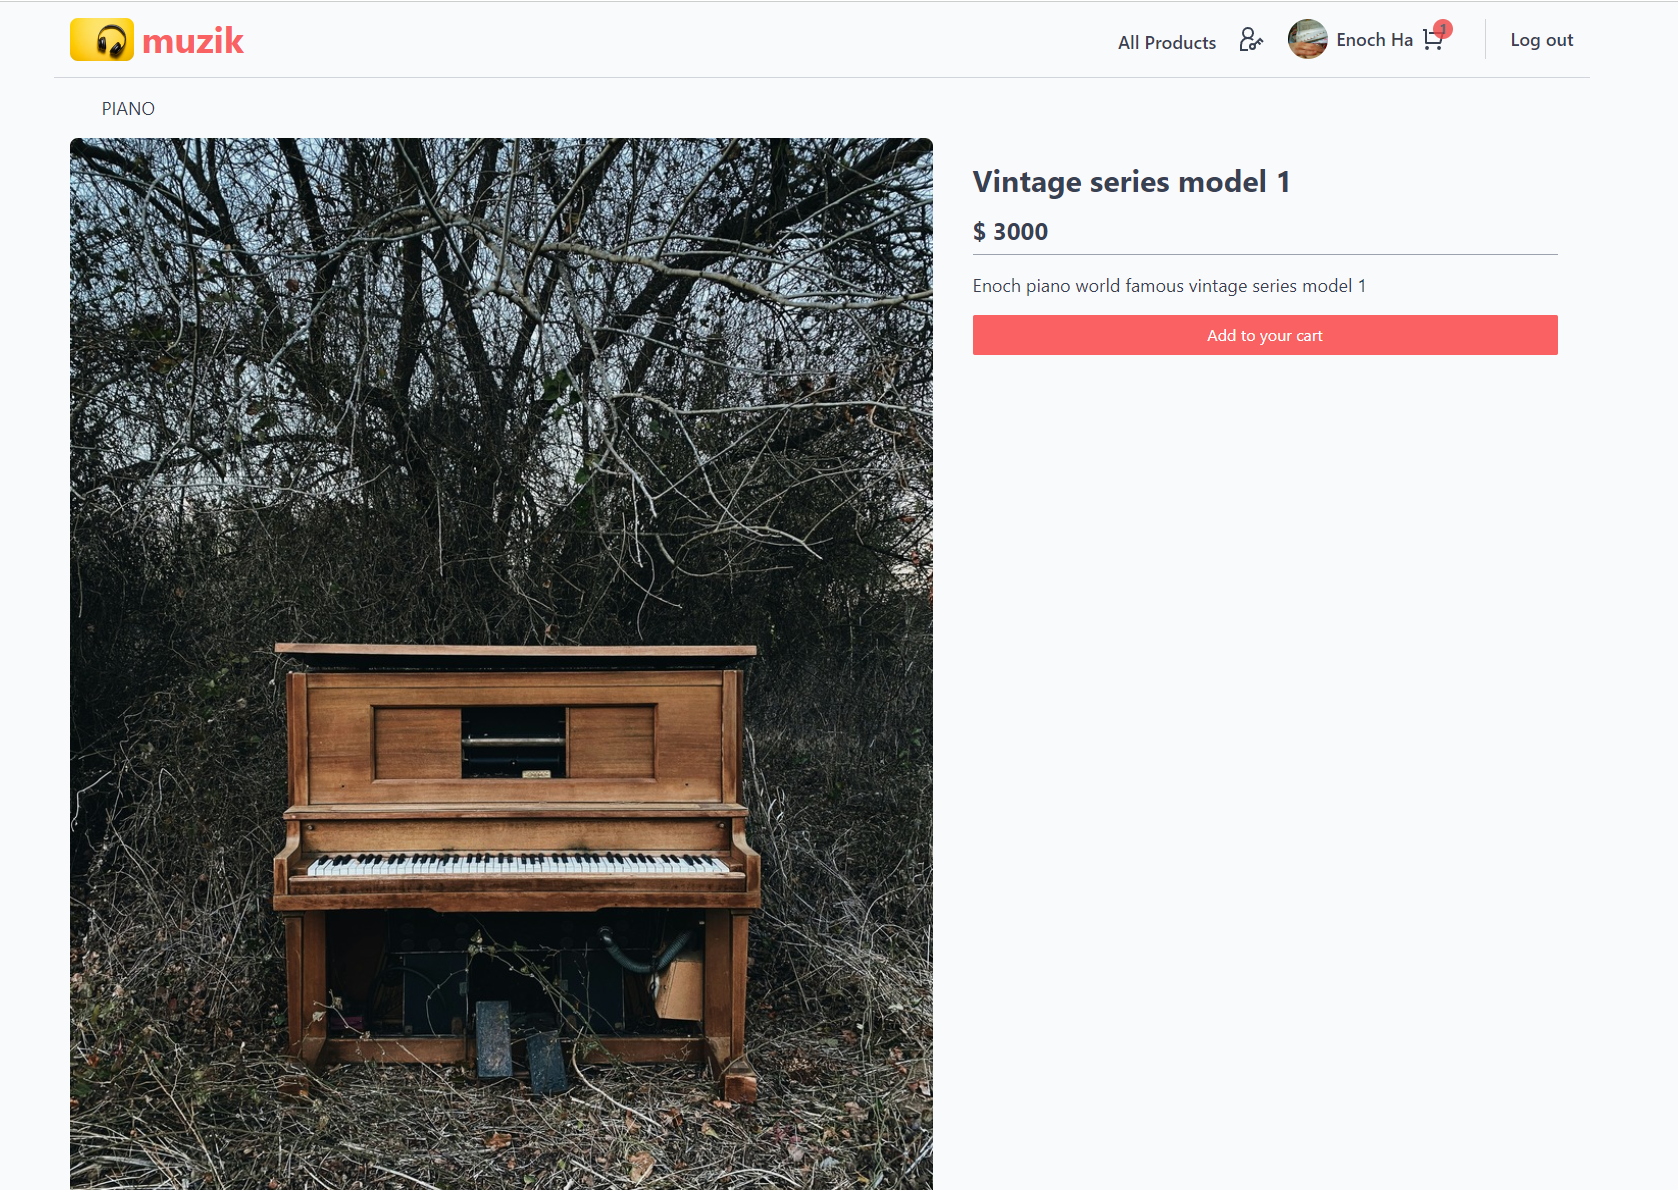 muzik
All Products
Enoch Ha
1
Log out
PIANO
Vintage series model 1
$ 3000
Enoch piano world famous vintage series model 1
Add to your cart